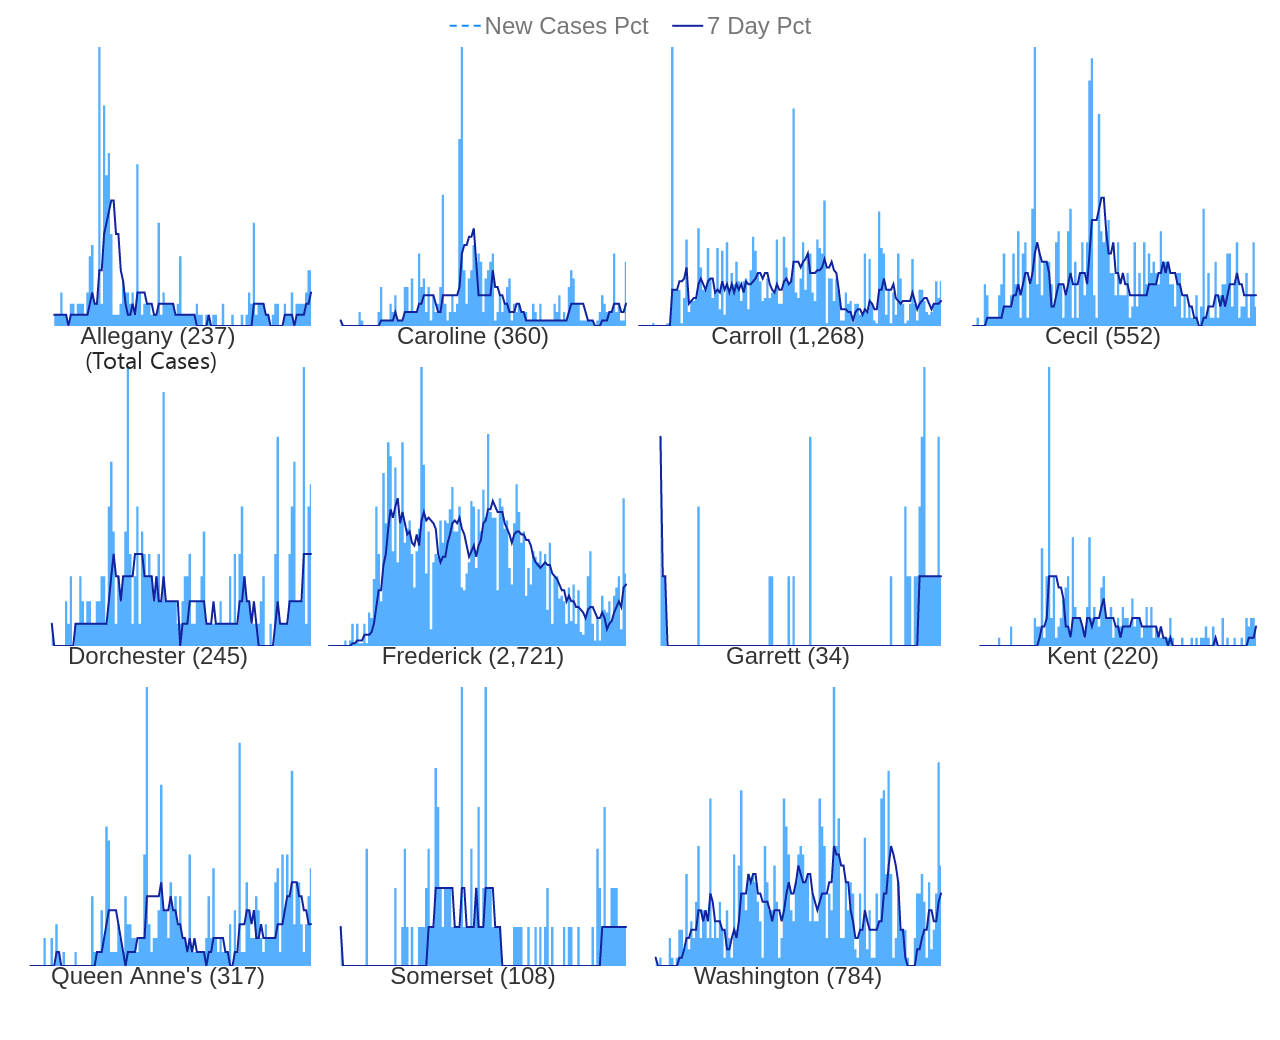 New Cases Pct 7 Day Pct
Allegany (237) Caroline (360) Carroll (1,268) Cecil (552)
(Total Cases)
Dorchester (245) Frederick (2,721) Garrett (34) Kent (220)
Queen Anne's (317) Somerset (108) Washington (784)